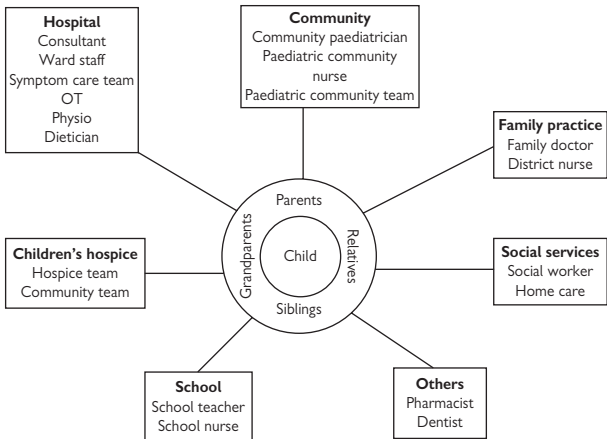 Hospital
Consultant
Ward staff
Symptom care team
OT
Physio
Dietician
Community
Community paediatrician
Paediatric community
nurse
Paediatric community team
Family practice
Family doctor
District nurse
Parents
Grandparents
Child
Relatives
Siblings
Children's hospice
Hospice team
Community team
Social services
Social worker
Home care
School
School teacher
School nurse
Others
Pharmacist
Dentist